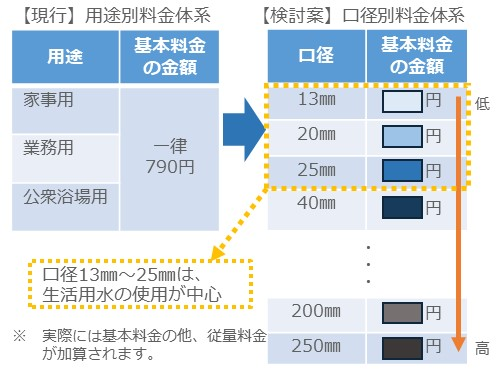 【現行】用途別料金体系
用途
基本料金
の金額
家事用
業務用
公衆浴場用
一律
790円
【検討案】口径別料金体系
口径
基本料金
の金額
13㎜
円
20㎜
円
25㎜
円
40㎜
円
・
・
・
200㎜
円
250㎜
円
低
高
口径13㎜～25㎜は、
生活用水の使用が中心
※　実際には基本料金の他、従量料金
が加算されます。